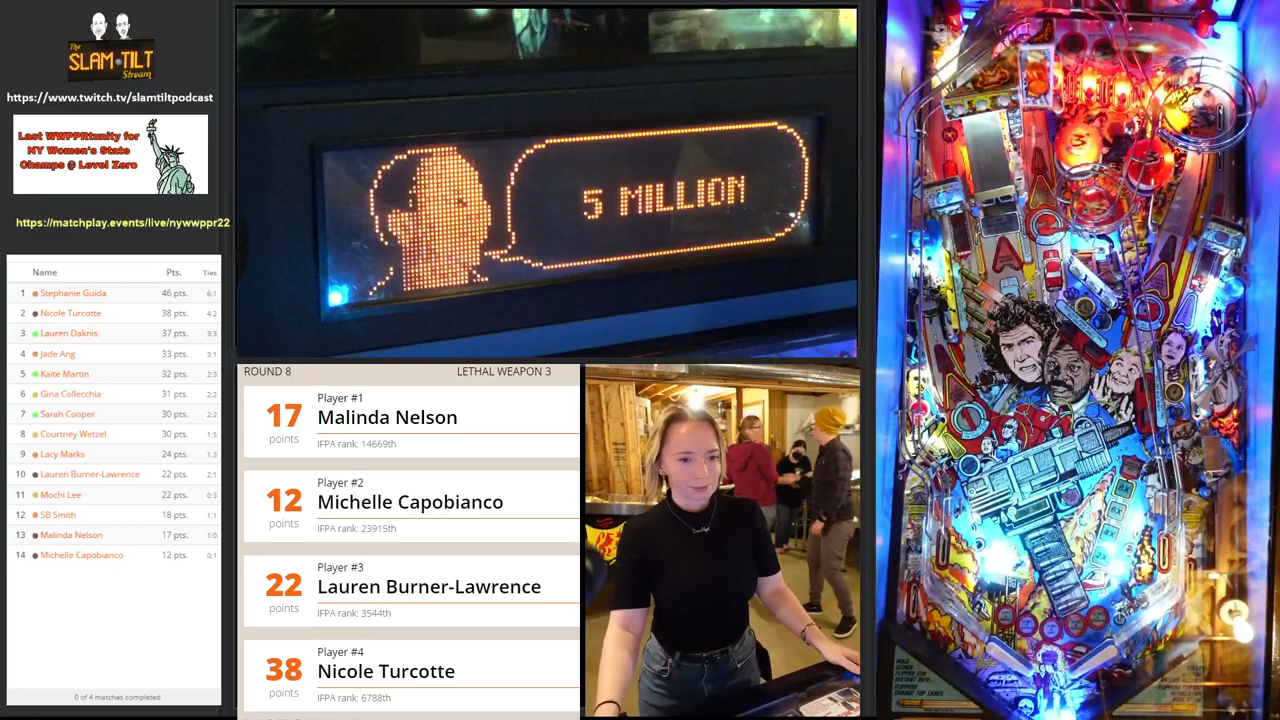 The
SLAM TILT
Stream
https://www.twitch.tv/slamtiltpodcast
Last WWPPRtunity for
NY Women's State
Champs @ Level Zero
https://matchplay.events/live/nywwppr22
Name Pts. Ties
1 Stephanie Guida 46 pts. 6:1
2 Nicole Turcotte 38 pts. 4:2
3 Lauren Daknis 37 pts. 3:3
4 Jade Ang 33 pts. 3:1
5 Kaite Martin 32 pts. 2:3
6 Gina Collecchia 31 pts. 2:2
7 Sarah Cooper 30 pts. 2:2
8 Courtney Wetzel 30 pts. 1:5
9 Lacy Marks 24 pts. 1:3
10 Lauren Burner-Lawrence 22 pts. 2:1
11 Mochi Lee 22 pts. 0:3
12 SB Smith 18 pts. 1:1
13 Malinda Nelson 17 pts. 1:0
14 Michelle Capobianco 12 pts. 0:1
0 of 4 matches completed
5 MILLION
ROUND 8 LETHAL WEAPON 3
Player #1
17 points
Malinda Nelson
IFPA rank: 14669th
Player #2
12 points
Michelle Capobianco
IFPA rank: 23915th
Player #3
22 points
Lauren Burner-Lawrence
IFPA rank: 3544th
Player #4
38 points
Nicole Turcotte
IFPA rank: 6788th